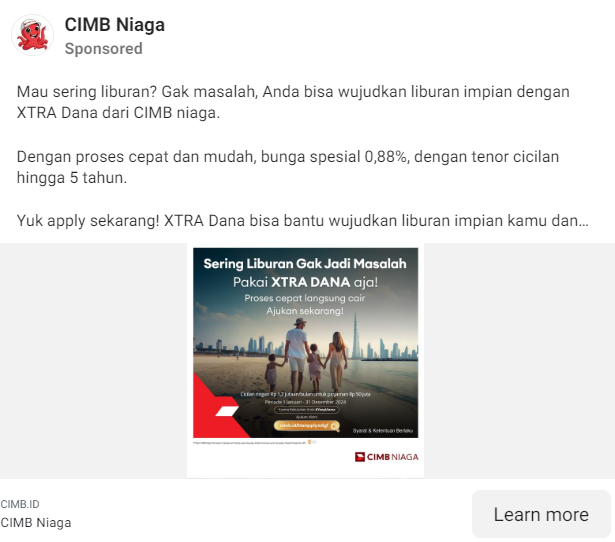 CIMB Niaga
Sponsored
Mau sering liburan? Gak masalah, Anda bisa wujudkan liburan impian dengan
XTRA Dana dari CIMB niaga.
Dengan proses cepat dan mudah, bunga spesial 0,88%, dengan tenor cicilan
hingga 5 tahun.
Yuk apply sekarang! XTRA Dana bisa bantu wujudkan liburan impian kamu dan...
Sering Liburan Gak Jadi Masalah
Pakai XTRA DANA aja!
Proses cepat langsung cair
Ajukan sekarang!
Cicilan ringan Rp 1,2 jutaan/bulan untuk pinjaman Rp 50 juta
Periode 1 Januari - 31 Desember 2024
Syarat & Ketentuan Berlaku
CIMB NIAGA
CIMB.ID
CIMB Niaga
Learn more